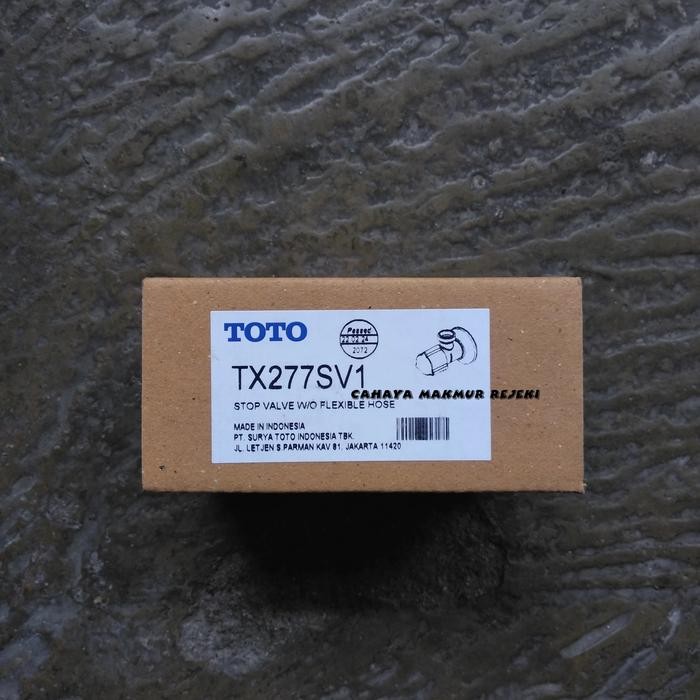 TOTO
Passed
22 02 24
2072
TX277SV1
CAHAYA MAKMUR REJEKI
STOP VALVE W/O FLEXIBLE HOSE
MADE IN INDONESIA
PT. SURYA TOTO INDONESIA TBK.
JL. LETJEN S PARMAN KAV 81, JAKARTA 11420